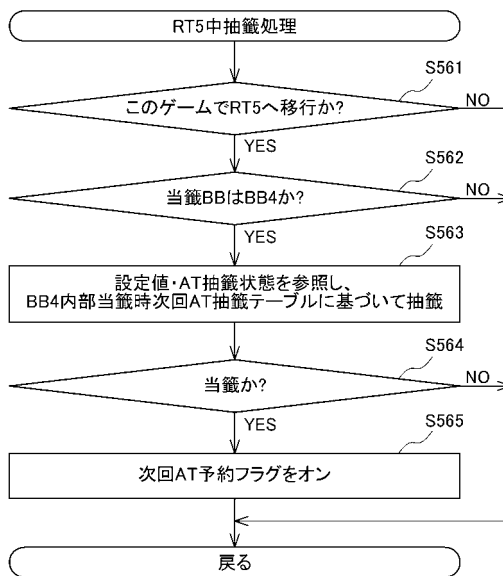 RT5中抽籤処理
S561
このゲームでRT5へ移行か?
NO
YES
S562
当籤BBはBB4か?
NO
YES
S563
設定値・AT抽籤状態を参照し、
BB4内部当籤時次回AT抽籤テーブルに基づいて抽籤
S564
当籤か?
NO
YES
S565
次回AT予約フラグをオン
戻る